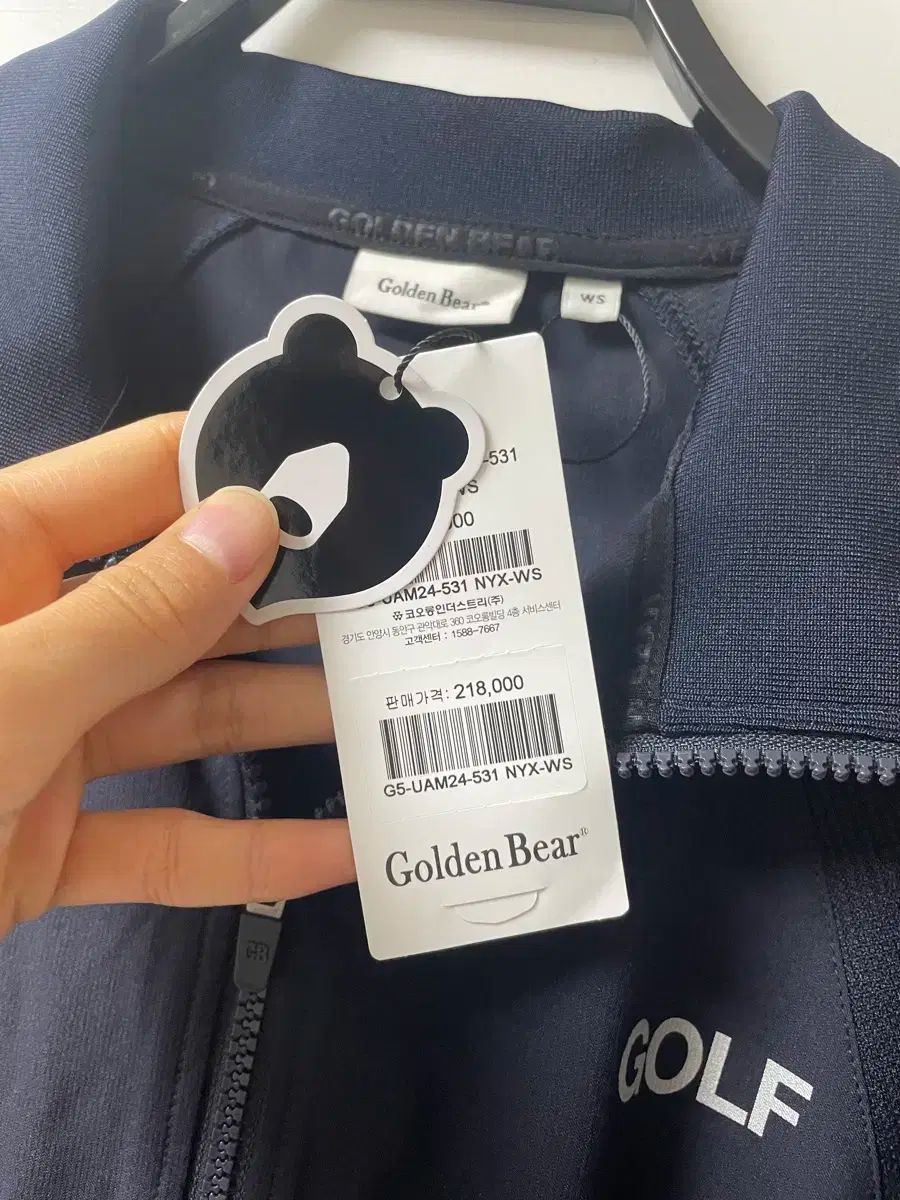 GOLDEN BEAR
Golden Bear®
WS
-531
WS
000
UAM24-531 NYX-WS
코오롱인더스트리(주)
경기도 안양시 동안구 관악대로 360 코오롱빌딩 4층 서비스센터
고객센터 : 1588-7667
판매가격: 218,000
G5-UAM24-531 NYX-WS
Golden Bear®
GOLF